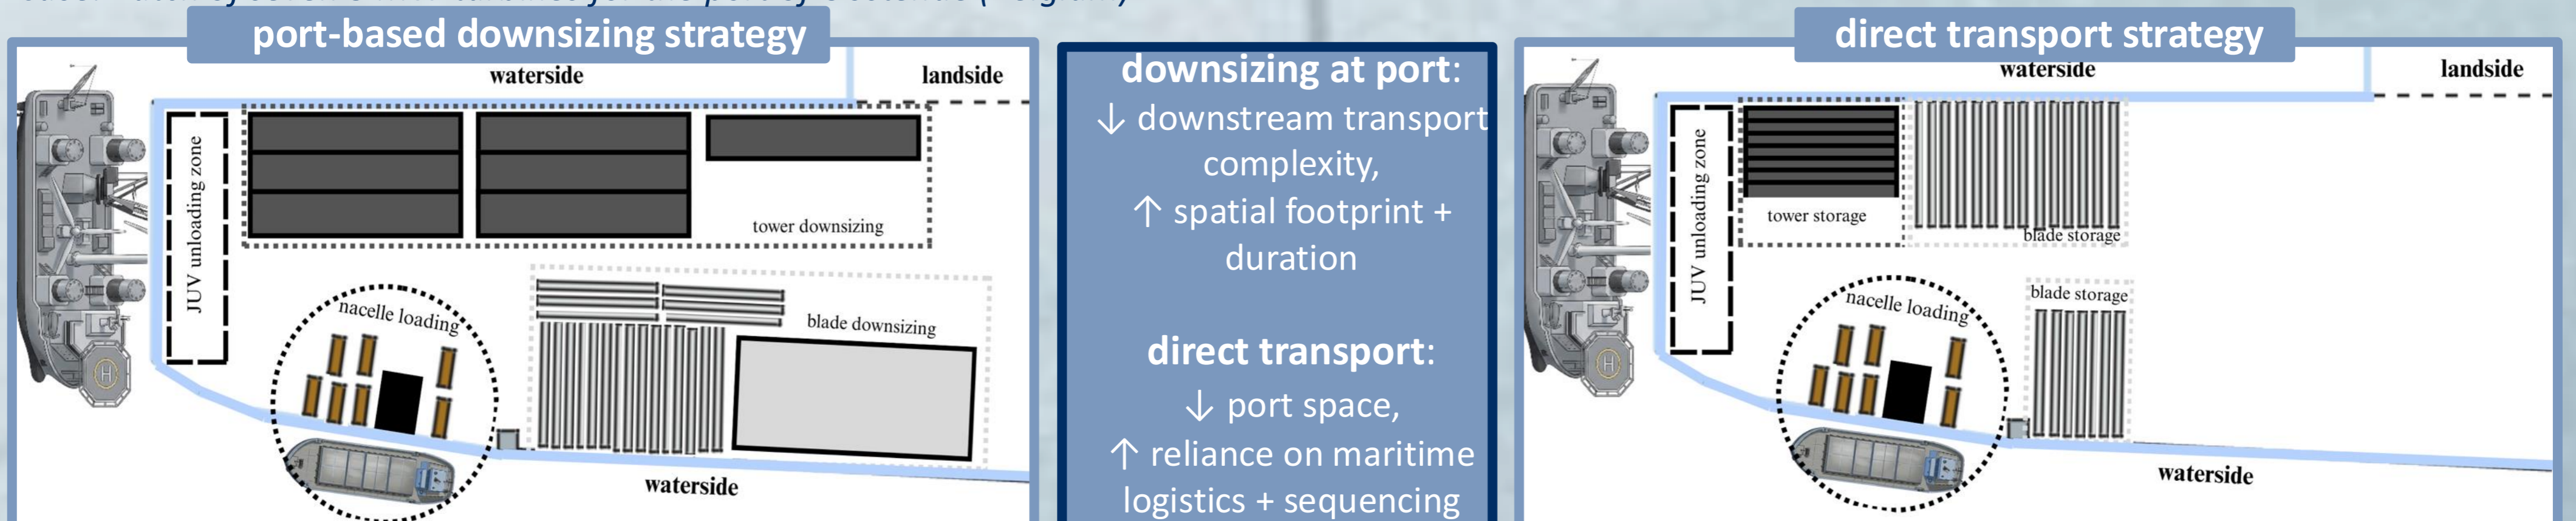 port-based downsizing strategy
waterside
landside
JUV unloading zone
tower downsizing
nacelle loading
blade downsizing
H
waterside
downsizing at port:
↓ downstream transport
complexity,
↑ spatial footprint +
duration
direct transport:
↓ port space,
↑ reliance on maritime
logistics + sequencing
direct transport strategy
waterside
landside
JUV unloading zone
tower storage
blade storage
nacelle loading
blade storage
H
waterside